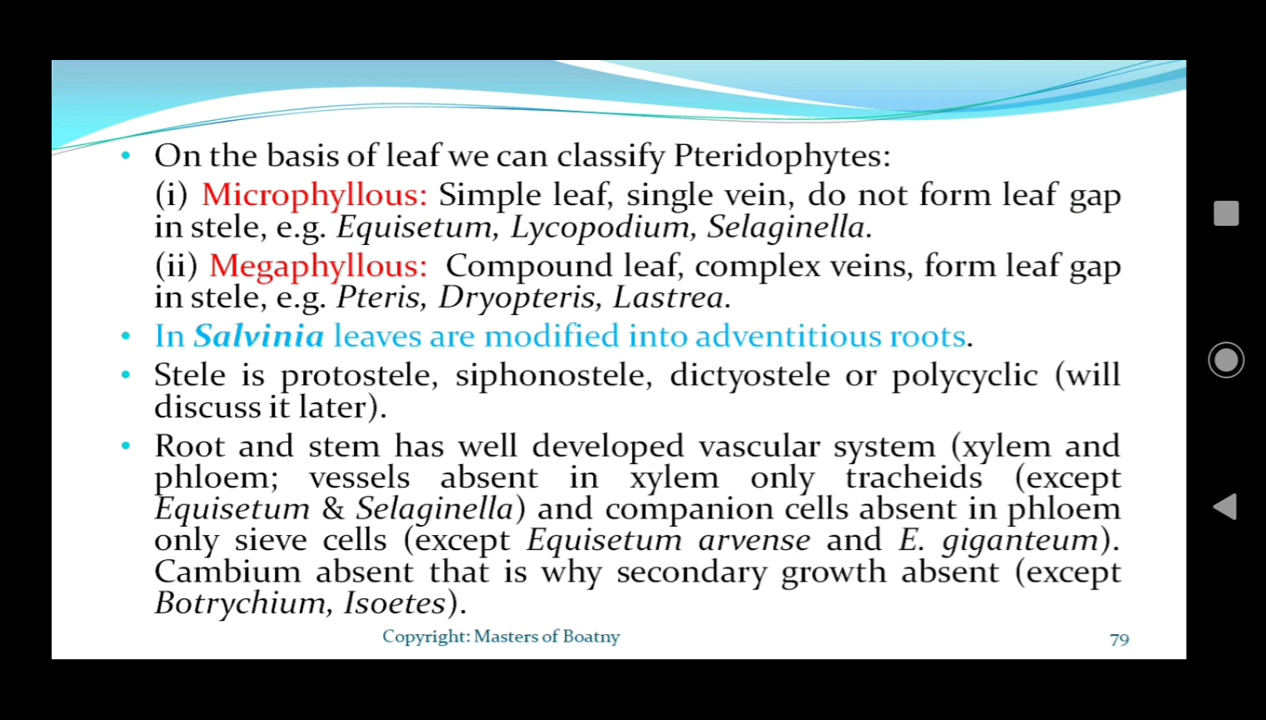 • On the basis of leaf we can classify Pteridophytes:
(i) Microphyllous: Simple leaf, single vein, do not form leaf gap
in stele, e.g. Equisetum, Lycopodium, Selaginella.
(ii) Megaphyllous: Compound leaf, complex veins, form leaf gap
in stele, e.g. Pteris, Dryopteris, Lastrea.
• In Salvinia leaves are modified into adventitious roots.
• Stele is protostele, siphonostele, dictyostele or polycyclic (will
discuss it later).
• Root and stem has well developed vascular system (xylem and
phloem; vessels absent in xylem only tracheids (except
Equisetum & Selaginella) and companion cells absent in phloem
only sieve cells (except Equisetum arvense and E. giganteum).
Cambium absent that is why secondary growth absent (except
Botrychium, Isoetes).
Copyright: Masters of Boatny
79